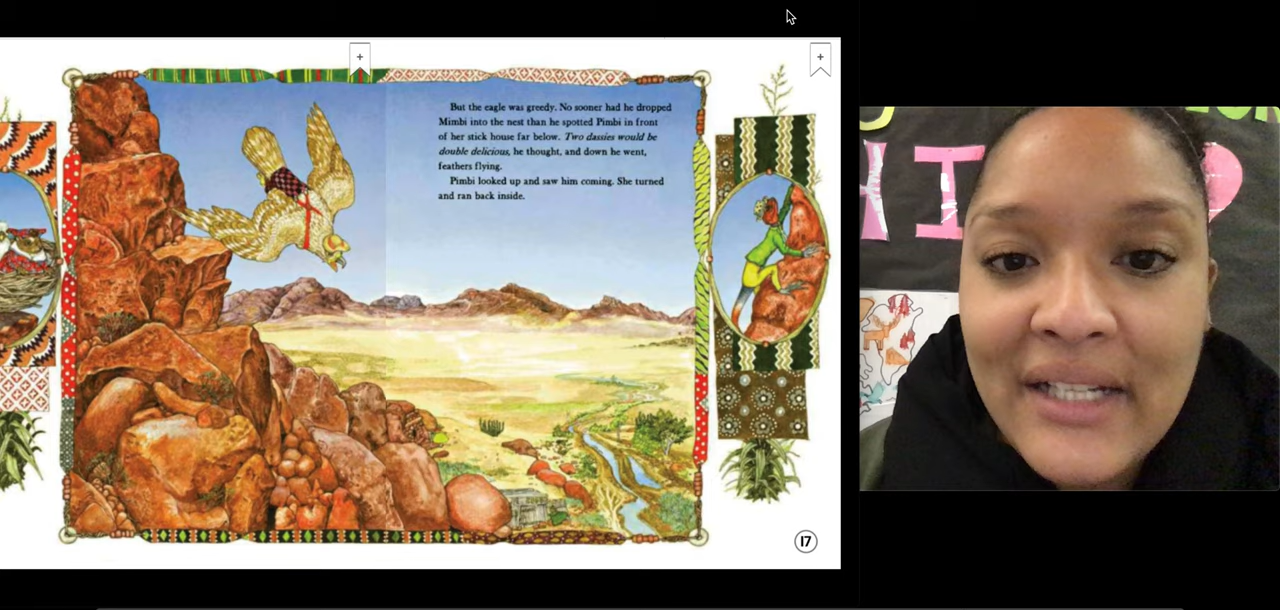 But the eagle was greedy. No sooner had he dropped
Mimbi into the nest than he spotted Pimbi in front
of her stick house far below. Two dassies would be
double delicious, he thought, and down he went,
feathers flying.
Pimbi looked up and saw him coming. She turned
and ran back inside.
17